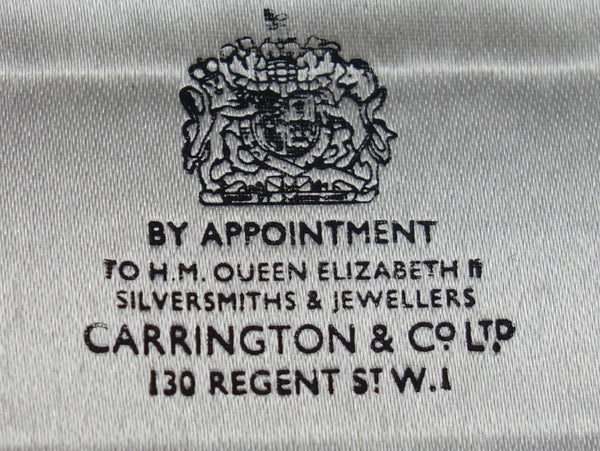 BY APPOINTMENT
TO H.M. QUEEN ELIZABETH II
SILVERSMITHS & JEWELLERS
CARRINGTON & CO. LTD.
130 REGENT ST. W.1